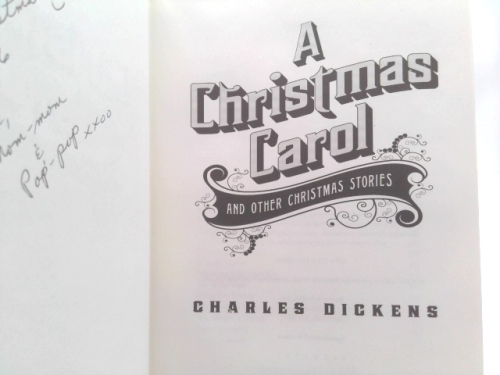 Mom-mom
&
Pop-pop xxoo
A
Christmas
Carol
AND OTHER CHRISTMAS STORIES
CHARLES DICKENS